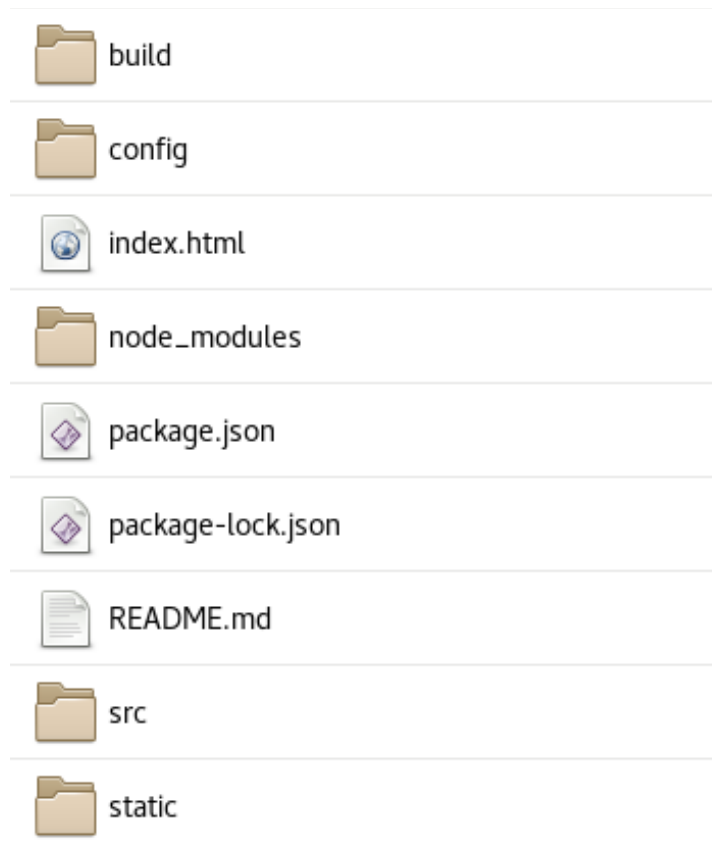 build
config
index.html
node_modules
package.json
package-lock.json
README.md
src
static